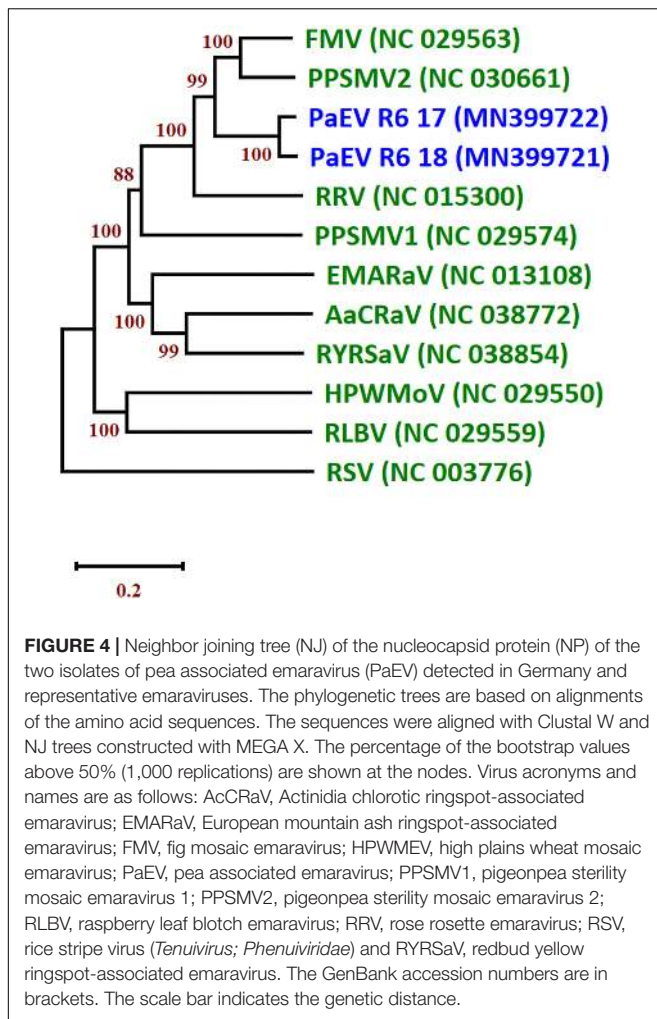 100
FMV (NC 029563)
99
PPSMV2 (NC 030661)
100
PaEV R6 17 (MN399722)
100
PaEV R6 18 (MN399721)
88
RRV (NC 015300)
100
PPSMV1 (NC 029574)
EMARaV (NC 013108)
100
AaCRaV (NC 038772)
99
RYRSaV (NC 038854)
HPWMoV (NC 029550)
100
RLBV (NC 029559)
RSV (NC 003776)
0.2
FIGURE 4 | Neighbor joining tree (NJ) of the nucleocapsid protein (NP) of the
two isolates of pea associated emaravirus (PaEV) detected in Germany and
representative emaraviruses. The phylogenetic trees are based on alignments
of the amino acid sequences. The sequences were aligned with Clustal W and
NJ trees constructed with MEGA X. The percentage of the bootstrap values
above 50% (1,000 replications) are shown at the nodes. Virus acronyms and
names are as follows: AcCRaV, Actinidia chlorotic ringspot-associated
emaravirus; EMARaV, European mountain ash ringspot-associated
emaravirus; FMV, fig mosaic emaravirus; HPWMEV, high plains wheat mosaic
emaravirus; PaEV, pea associated emaravirus; PPSMV1, pigeonpea sterility
mosaic emaravirus 1; PPSMV2, pigeonpea sterility mosaic emaravirus 2;
RLBV, raspberry leaf blotch emaravirus; RRV, rose rosette emaravirus; RSV,
rice stripe virus (Tenuivirus; Phenuiviridae) and RYRSaV, redbud yellow
ringspot-associated emaravirus. The GenBank accession numbers are in
brackets. The scale bar indicates the genetic distance.